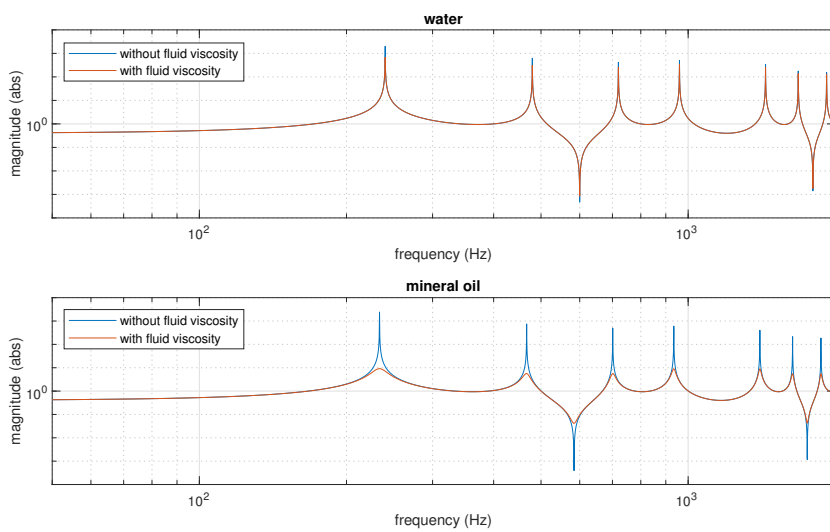 water
without fluid viscosity
with fluid viscosity
magnitude (abs)
10^0
10^2
10^3
frequency (Hz)
mineral oil
without fluid viscosity
with fluid viscosity
magnitude (abs)
10^0
10^2
10^3
frequency (Hz)